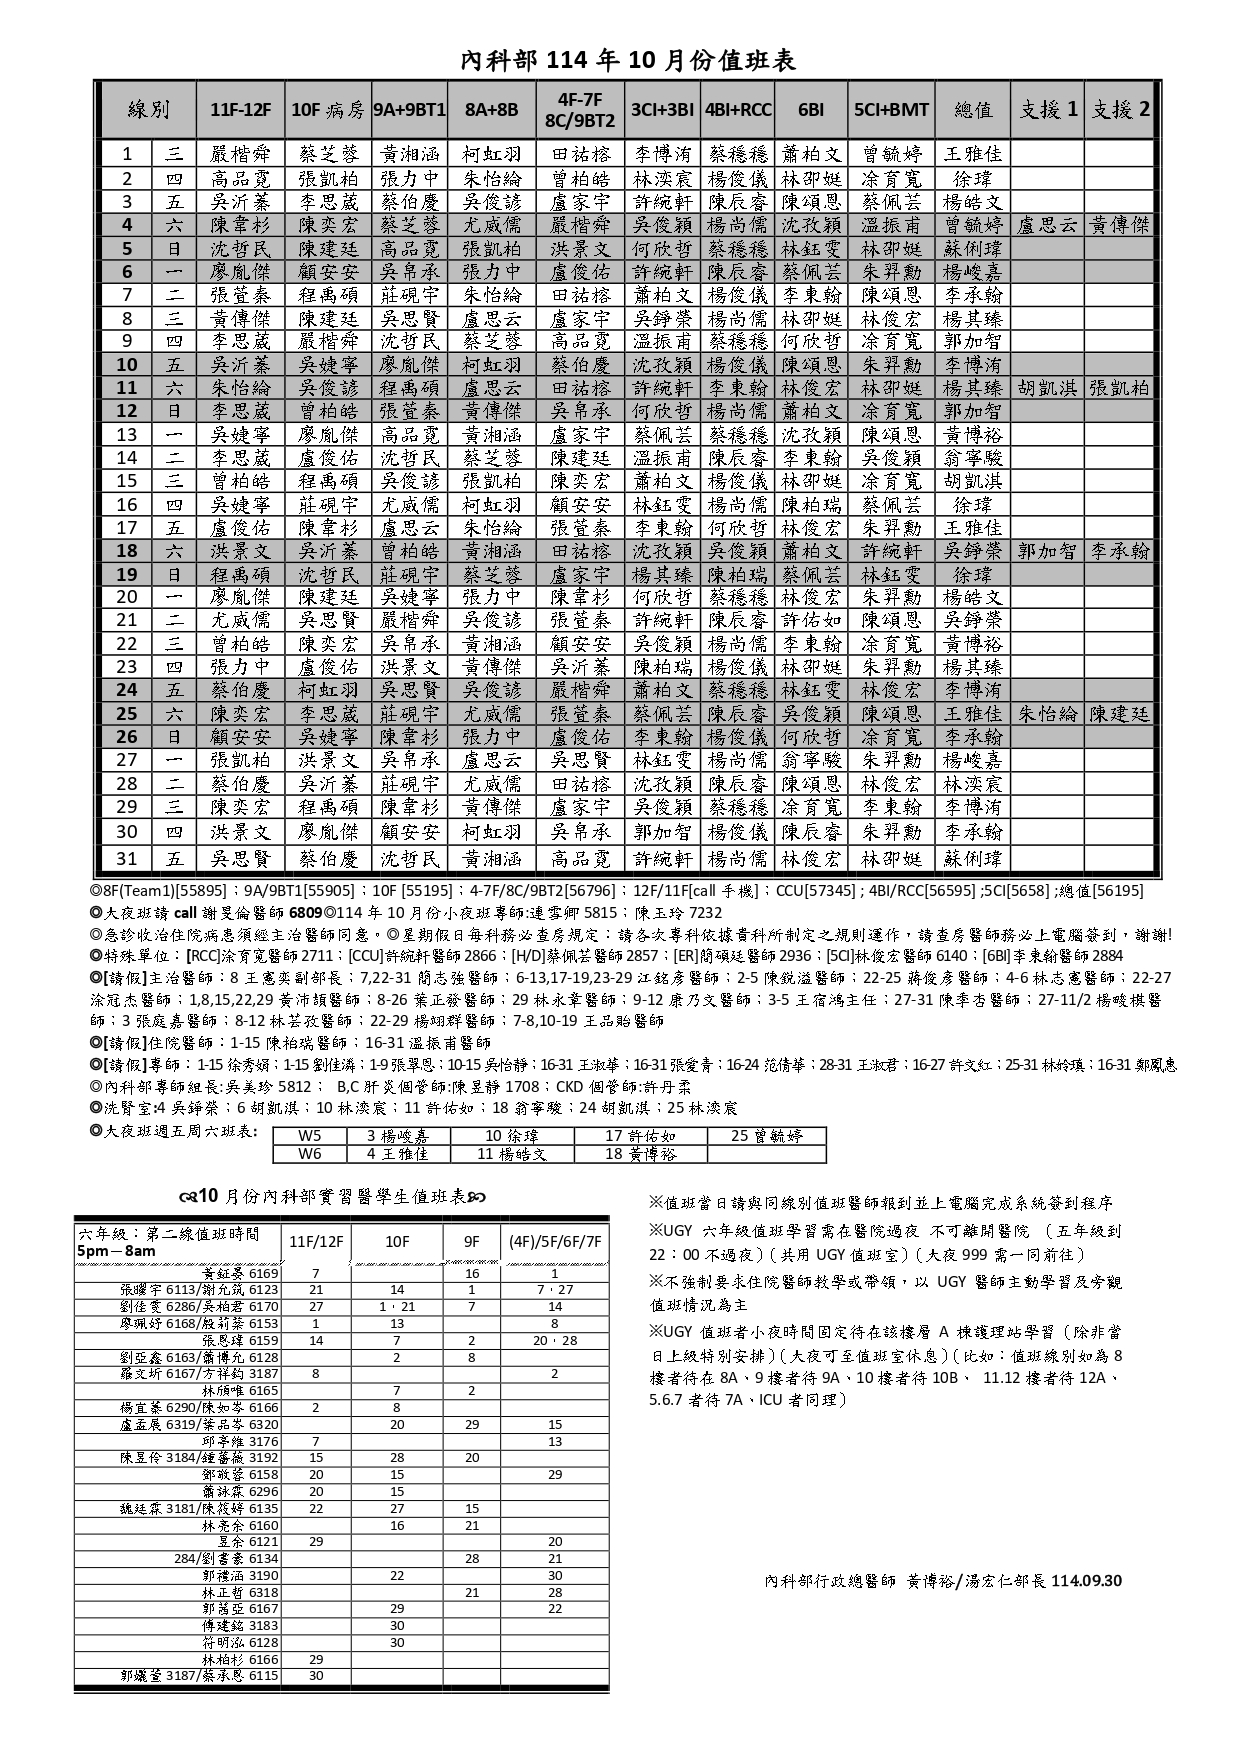 內科部 114 年 10 月份值班表
線別 11F-12F 10F 病房 9A+9BT1 8A+8B 4F-7F 8C/9BT2 3CI+3BI 4BI+RCC 6BI 5CI+BMT 總值 支援 1 支援 2
1 三 嚴楷舜 蔡芝蓉 黃湘涵 柯虹羽 田祐榕 李博洧 蔡穩穩 蕭柏文 曾毓婷 王雅佳
2 四 高品霓 張凱柏 張力中 朱怡綸 曾柏皓 林渙宸 楊俊儀 林邵娗 凃育寬 徐瑋
3 五 吳沂蓁 李思葳 蔡伯慶 吳俊諺 盧家宇 許綩軒 陳辰睿 陳頌恩 蔡佩芸 楊皓文
4 六 陳韋杉 陳奕宏 蔡芝蓉 尤威儒 嚴楷舜 吳俊穎 楊尚儒 沈孜穎 溫振甫 曾毓婷 盧思云 黃傳傑
5 日 沈哲民 陳建廷 高品霓 張凱柏 洪景文 何欣哲 蔡穩穩 林鈺雯 林邵娗 蘇俐瑋
6 一 廖胤傑 顧安安 吳帛承 張力中 盧俊佑 許綩軒 陳辰睿 蔡佩芸 朱羿勳 楊峻嘉
7 二 張萓秦 程禹碩 莊硯宇 朱怡綸 田祐榕 蕭柏文 楊俊儀 李東翰 陳頌恩 李承翰
8 三 黃傳傑 陳建廷 吳思賢 盧思云 盧家宇 吳錚榮 楊尚儒 林邵娗 林俊宏 楊其臻
9 四 李思葳 嚴楷舜 沈哲民 蔡芝蓉 高品霓 溫振甫 蔡穩穩 何欣哲 凃育寬 郭加智
10 五 吳沂蓁 吳婕寧 廖胤傑 柯虹羽 蔡伯慶 沈孜穎 楊俊儀 陳頌恩 朱羿勳 李博洧
11 六 朱怡綸 吳俊諺 程禹碩 盧思云 田祐榕 許綩軒 李東翰 林俊宏 林邵娗 楊其臻 胡凱淇 張凱柏
12 日 李思葳 曾柏皓 張萓秦 黃傳傑 吳帛承 何欣哲 楊尚儒 蕭柏文 凃育寬 郭加智
13 一 吳婕寧 廖胤傑 高品霓 黃湘涵 盧家宇 蔡佩芸 蔡穩穩 沈孜穎 陳頌恩 黃博裕
14 二 李思葳 盧俊佑 沈哲民 蔡芝蓉 陳建廷 溫振甫 陳辰睿 李東翰 吳俊穎 翁寧駿
15 三 曾柏皓 程禹碩 吳俊諺 張凱柏 陳奕宏 蕭柏文 楊俊儀 林邵娗 凃育寬 胡凱淇
16 四 吳婕寧 莊硯宇 尤威儒 柯虹羽 顧安安 林鈺雯 楊尚儒 陳柏瑞 蔡佩芸 徐瑋
17 五 盧俊佑 陳韋杉 盧思云 朱怡綸 張萓秦 李東翰 何欣哲 林俊宏 朱羿勳 王雅佳
18 六 洪景文 吳沂蓁 曾柏皓 黃湘涵 田祐榕 沈孜穎 吳俊穎 蕭柏文 許綩軒 吳錚榮 郭加智 李承翰
19 日 程禹碩 沈哲民 莊硯宇 蔡芝蓉 盧家宇 楊其臻 陳柏瑞 蔡佩芸 林鈺雯 徐瑋
20 一 廖胤傑 陳建廷 吳婕寧 張力中 陳韋杉 何欣哲 蔡穩穩 林俊宏 朱羿勳 楊皓文
21 二 尤威儒 吳思賢 嚴楷舜 吳俊諺 張萓秦 許綩軒 陳辰睿 許佑如 陳頌恩 吳錚榮
22 三 曾柏皓 陳奕宏 吳帛承 黃湘涵 顧安安 吳俊穎 楊尚儒 李東翰 凃育寬 黃博裕
23 四 張力中 盧俊佑 洪景文 黃傳傑 吳沂蓁 陳柏瑞 楊俊儀 林邵娗 朱羿勳 楊其臻
24 五 蔡伯慶 柯虹羽 吳思賢 吳俊諺 嚴楷舜 蕭柏文 蔡穩穩 林鈺雯 林俊宏 李博洧
25 六 陳奕宏 李思葳 莊硯宇 尤威儒 張萓秦 蔡佩芸 陳辰睿 吳俊穎 陳頌恩 王雅佳 朱怡綸 陳建廷
26 日 顧安安 吳婕寧 陳韋杉 張力中 盧俊佑 李東翰 楊俊儀 何欣哲 凃育寬 李承翰
27 一 張凱柏 洪景文 吳帛承 盧思云 吳思賢 林鈺雯 楊尚儒 翁寧駿 朱羿勳 楊峻嘉
28 二 蔡伯慶 吳沂蓁 莊硯宇 尤威儒 田祐榕 沈孜穎 陳辰睿 陳頌恩 林俊宏 林渙宸
29 三 陳奕宏 程禹碩 陳韋杉 黃傳傑 盧家宇 吳俊穎 蔡穩穩 凃育寬 李東翰 李博洧
30 四 洪景文 廖胤傑 顧安安 柯虹羽 吳帛承 郭加智 楊俊儀 陳辰睿 朱羿勳 李承翰
31 五 吳思賢 蔡伯慶 沈哲民 黃湘涵 高品霓 許綩軒 楊尚儒 林俊宏 林邵娗 蘇俐瑋
◎8F(Team1)[55895]；9A/9BT1[55905]；10F [55195]；4-7F/8C/9BT2[56796]；12F/11F[call 手機]；CCU[57345]；4BI/RCC[56595] ;5CI[5658] ;總值[56195]
◎大夜班請 call 謝旻倫醫師 6809◎114 年 10 月份小夜班專師:連雪卿 5815；陳玉玲 7232
◎急診收治住院病患須經主治醫師同意。◎星期假日每科務必查房規定：請各次專科依據貴科所制定之規則運作，請查房醫師務必上電腦簽到，謝謝!
◎特殊單位：[RCC]凃育寬醫師 2711；[CCU]許綩軒醫師 2866；[H/D]蔡佩芸醫師 2857；[ER]簡碩廷醫師 2936；[5CI]林俊宏醫師 6140；[6BI]李東翰醫師 2884
◎[請假]主治醫師：8 王憲奕副部長；7,22-31 簡志強醫師；6-13,17-19,23-29 江銘彥醫師；2-5 陳銳溢醫師；22-25 蔣俊彥醫師；4-6 林志憲醫師；22-27
涂冠杰醫師；1,8,15,22,29 黃沛頡醫師；8-26 葉正發醫師；29 林永章醫師；9-12 康乃文醫師；3-5 王宿鴻主任；27-31 陳李杏醫師；27-11/2 楊畯棋醫
師；3 張庭嘉醫師；8-12 林芸孜醫師；22-29 楊翊群醫師；7-8,10-19 王品貽醫師
◎[請假]住院醫師：1-15 陳柏瑞醫師；16-31 溫振甫醫師
◎[請假]專師：1-15 徐秀娟；1-15 劉佳潾；1-9 張翠恩；10-15 吳怡靜；16-31 王淑華；16-31 張愛青；16-24 范倩華；28-31 王淑君；16-27 許文紅；25-31 林姈瑱；16-31 鄭鳳惠
◎內科部專師組長:吳美珍 5812； B,C 肝炎個管師:陳昱靜 1708；CKD 個管師:許丹柔
◎洗腎室:4 吳錚榮；6 胡凱淇；10 林渙宸；11 許佑如；18 翁寧駿；24 胡凱淇；25 林渙宸
◎大夜班週五周六班表:
W5 3 楊峻嘉 10 徐瑋 17 許佑如 25 曾毓婷
W6 4 王雅佳 11 楊皓文 18 黃博裕
10 月份內科部實習醫學生值班表
六年級：第二線值班時間 5pm－8am 11F/12F 10F 9F (4F)/5F/6F/7F
黃鈺晏 6169 7 16 1
張曜宇 6113/謝允筑 6123 21 14 1 7，27
劉佳雯 6286/吳柏君 6170 27 1，21 7 14
廖珮妤 6168/殷莉棻 6153 1 13 8
張恩瑋 6159 14 7 2 20，28
劉亞鑫 6163/蕭博允 6128 2 8
羅文圻 6167/方祥鈞 3187 8 2
林頎唯 6165 7 2
楊宜蓁 6290/陳如岑 6166 2 8
盧孟展 6319/葉品岑 6320 20 29 15
邱亭維 3176 7 13
陳昱伶 3184/鍾薔薇 3192 15 28 20
鄧敬蓉 6158 20 15 29
蕭詠霖 6296 20 15
魏廷霖 3181/陳筱婷 6135 22 27 15
林亮余 6160 16 21
昱余 6121 29 20
284/劉書豪 6134 28 21
郭禮涵 3190 22 30
林正哲 6318 21 28
郭茜亞 6167 29 22
傅建銘 3183 30
符明泓 6128 30
林柏杉 6166 29
郭孅萱 3187/蔡承恩 6115 30
※值班當日請與同線別值班醫師報到並上電腦完成系統簽到程序
※UGY 六年級值班學習需在醫院過夜 不可離開醫院 （五年級到
22：00 不過夜）（共用 UGY 值班室）（大夜 999 需一同前往）
※不強制要求住院醫師教學或帶領，以 UGY 醫師主動學習及旁觀
值班情況為主
※UGY 值班者小夜時間固定待在該樓層 A 棟護理站學習（除非當
日上級特別安排）（大夜可至值班室休息）（比如：值班線別如為 8
樓者待在 8A、9 樓者待 9A、10 樓者待 10B、 11.12 樓者待 12A、
5.6.7 者待 7A、ICU 者同理）
內科部行政總醫師 黃博裕/湯宏仁部長 114.09.30